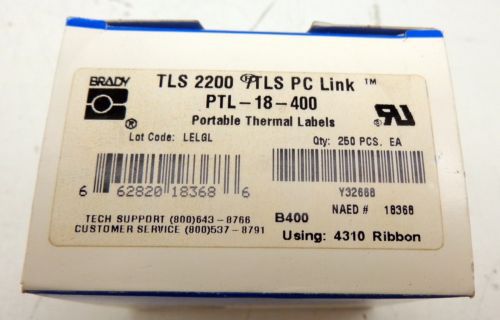 BRADY
TLS 2200 ® /TLS PC Link ™
PTL-18-400
Portable Thermal Labels
®
Lot Code: LELGL
Qty: 250 PCS. EA
6 62820 18368 6
Y32668
NAED # 18368
TECH SUPPORT (800)643-8766
B400
CUSTOMER SERVICE (800)537-8791
Using: 4310 Ribbon